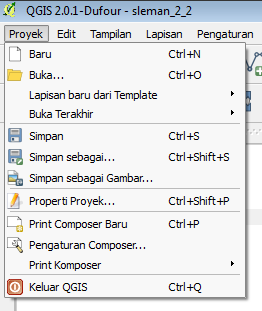 QGIS 2.0.1-Dufour - sleman_2_2
Proyek Edit Tampilan Lapisan Pengaturan
Baru Ctrl+N
Buka... Ctrl+O
Lapisan baru dari Template
Buka Terakhir
Simpan Ctrl+S
Simpan sebagai... Ctrl+Shift+S
Simpan sebagai Gambar...
Properti Proyek... Ctrl+Shift+P
Print Composer Baru Ctrl+P
Pengaturan Composer...
Print Komposer
Keluar QGIS Ctrl+Q